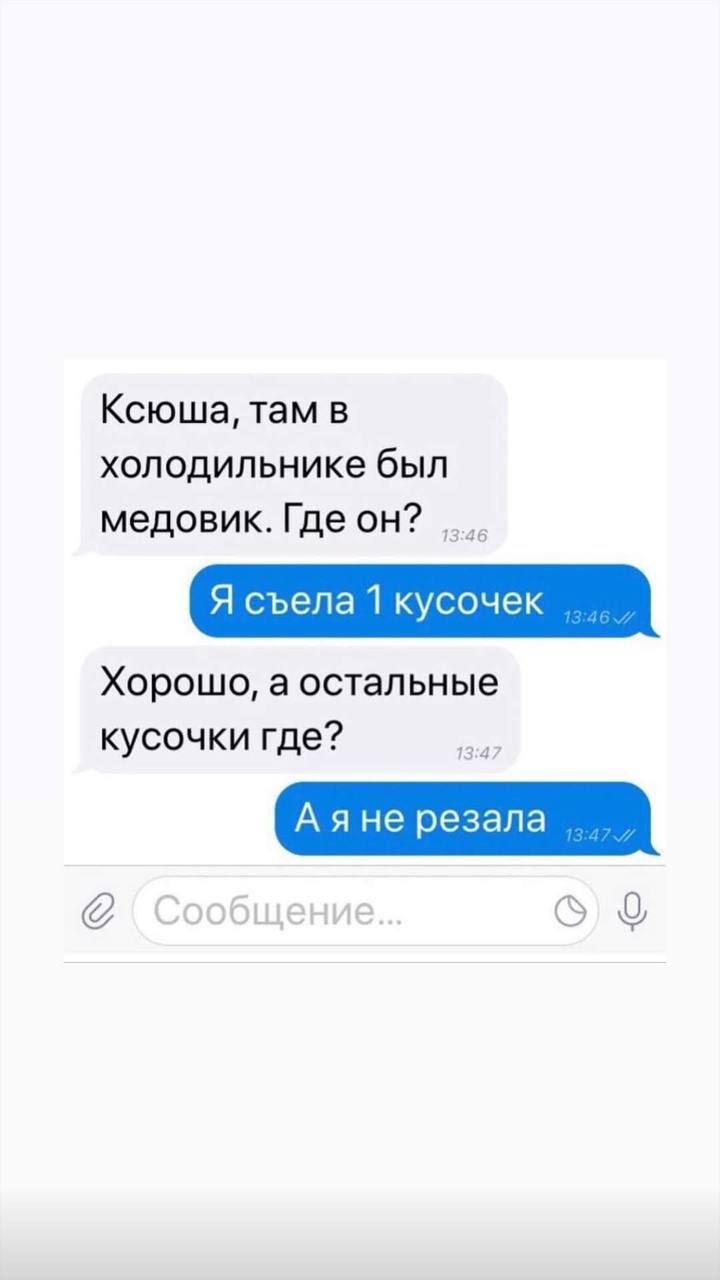 Ксюша, там в
холодильнике был
медовик. Где он? 13:46
Я съела 1 кусочек 13:46
Хорошо, а остальные
кусочки где? 13:47
А я не резала 13:47
Сообщение...